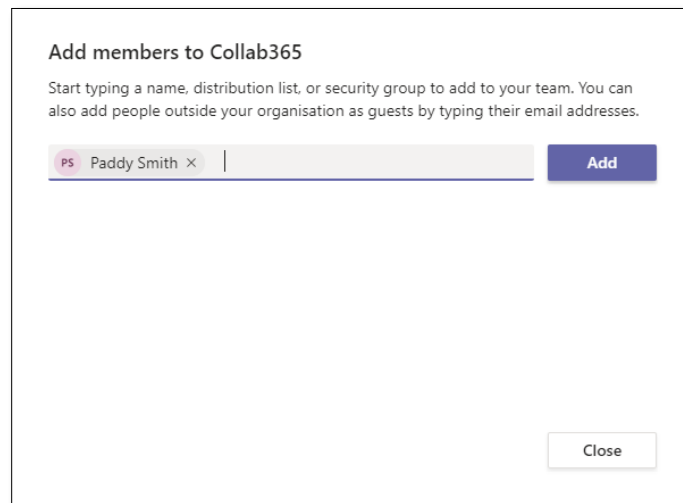 Add members to Collab365
Start typing a name, distribution list, or security group to add to your team. You can
also add people outside your organisation as guests by typing their email addresses.
PS Paddy Smith × Add
Close